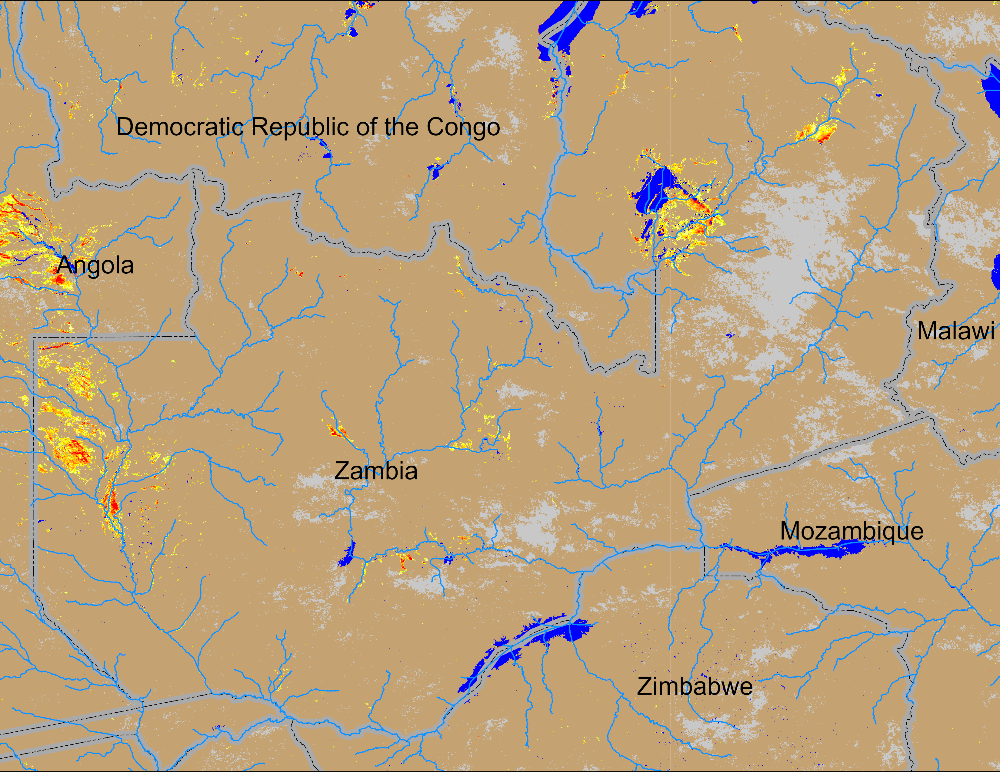 Democratic Republic of the Congo
Angola
Malawi
Zambia
Mozambique
Zimbabwe